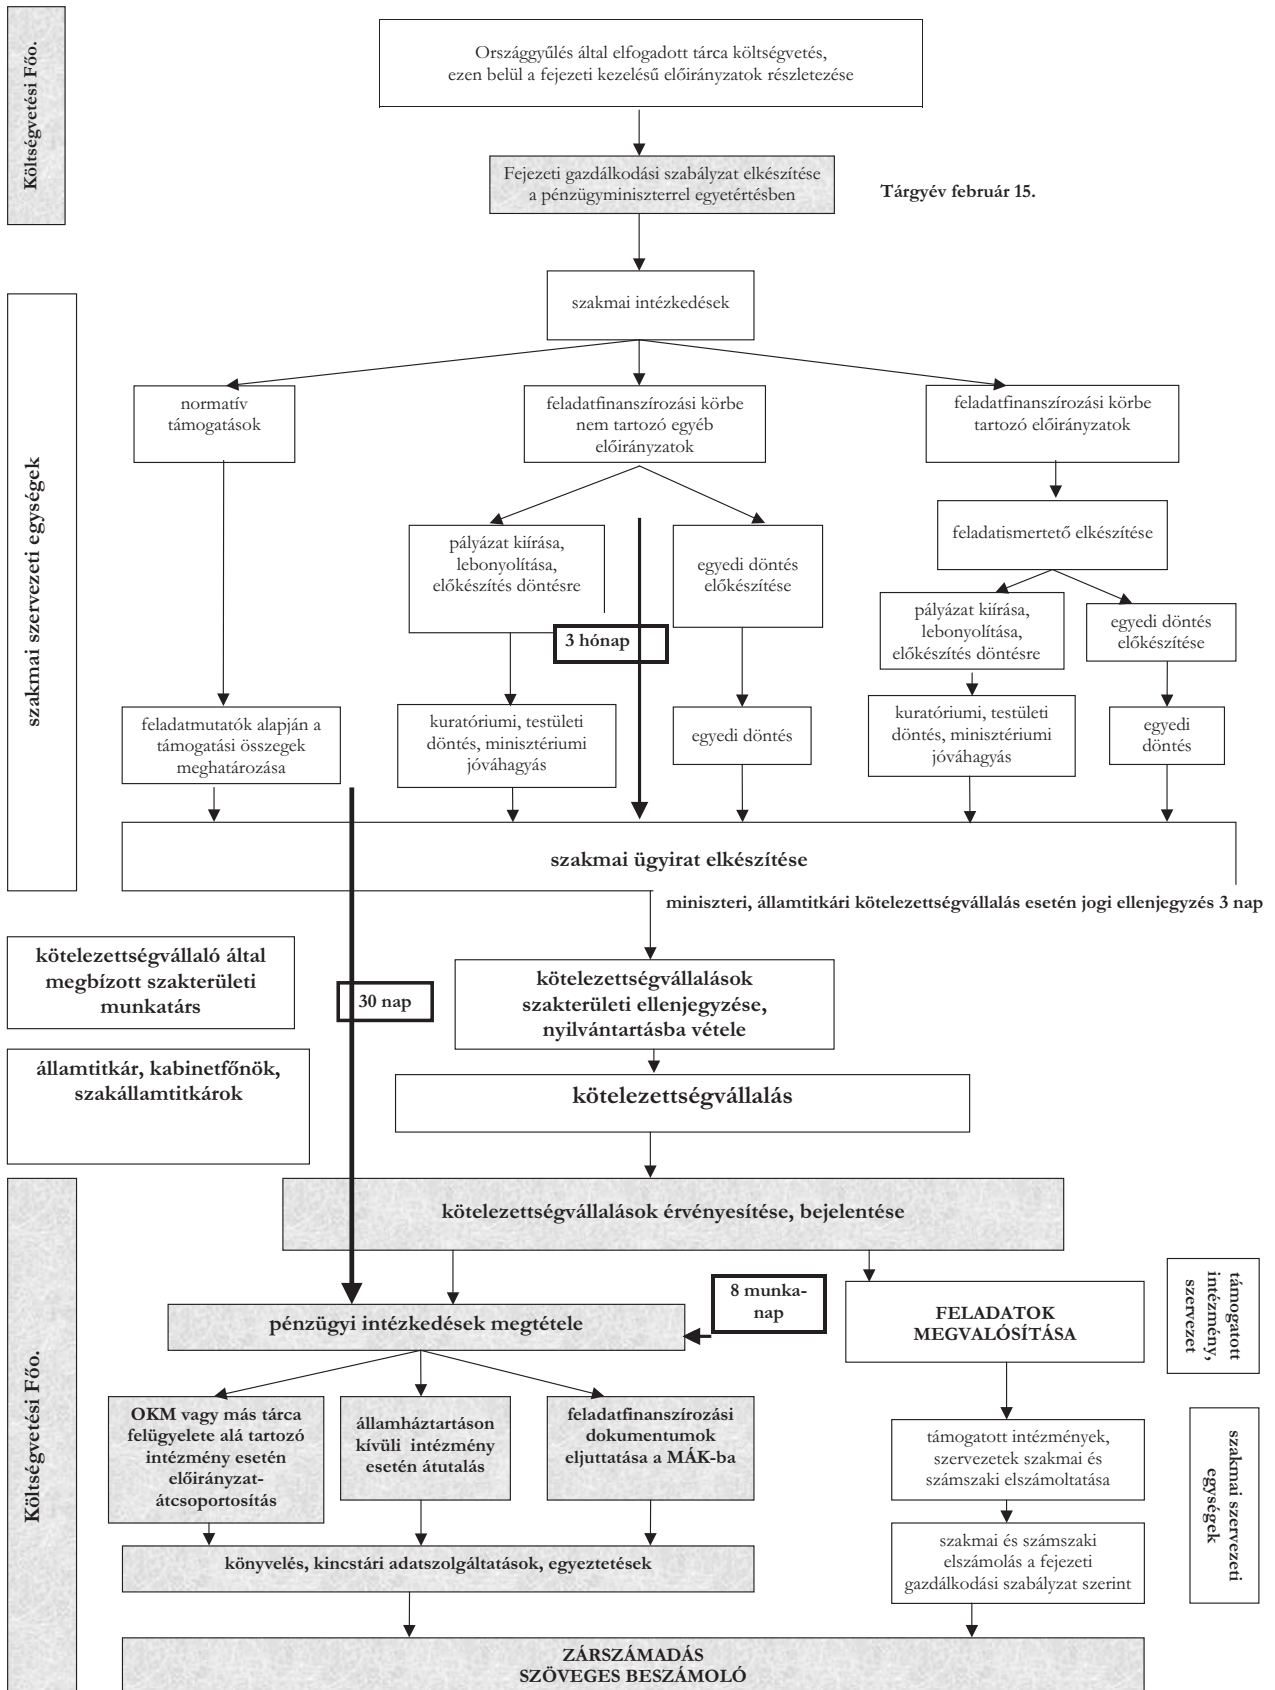 Költségvetési Főo.
Országgyűlés által elfogadott tárca költségvetés,
ezen belül a fejezeti kezelésű előirányzatok részletezése
Fejezeti gazdálkodási szabályzat elkészítése
a pénzügyminiszterrel egyetértésben
Tárgyév február 15.
szakmai szervezeti egységek
szakmai intézkedések
normatív
támogatások
feladatfinanszírozási körbe
nem tartozó egyéb
előirányzatok
feladatfinanszírozási körbe
tartozó előirányzatok
feladatismertető elkészítése
pályázat kiírása,
lebonyolítása,
előkészítés döntésre
egyedi döntés
előkészítése
pályázat kiírása,
lebonyolítása,
előkészítés döntésre
egyedi döntés
előkészítése
3 hónap
feladatmutatók alapján a
támogatási összegek
meghatározása
kuratóriumi, testületi
döntés, minisztériumi
jóváhagyás
egyedi döntés
kuratóriumi, testületi
döntés, minisztériumi
jóváhagyás
egyedi
döntés
szakmai ügyirat elkészítése
miniszteri, államtitkári kötelezettségvállalás esetén jogi ellenjegyzés 3 nap
kötelezettségvállaló által
megbízott szakterületi
munkatárs
30 nap
kötelezettségvállalások
szakterületi ellenjegyzése,
nyilvántartásba vétele
államtitkár, kabinetfőnök,
szakállamtitkárok
kötelezettségvállalás
Költségvetési Főo.
kötelezettségvállalások érvényesítése, bejelentése
8 munka-
nap
pénzügyi intézkedések megtétele
FELADATOK
MEGVALÓSÍTÁSA
támogatott
intézmény,
szervezet
OKM vagy más tárca
felügyelete alá tartozó
intézmény esetén
előirányzat-
átcsoportosítás
államháztartáson
kívüli intézmény
esetén átutalás
feladatfinanszírozási
dokumentumok
eljuttatása a MÁK-ba
támogatott intézmények,
szervezetek szakmai és
számszaki elszámoltatása
szakmai szervezeti
egységek
könyvelés, kincstári adatszolgáltatások, egyeztetések
szakmai és számszaki
elszámolás a fejezeti
gazdálkodási szabályzat szerint
ZÁRSZÁMADÁS
SZÖVEGES BESZÁMOLÓ